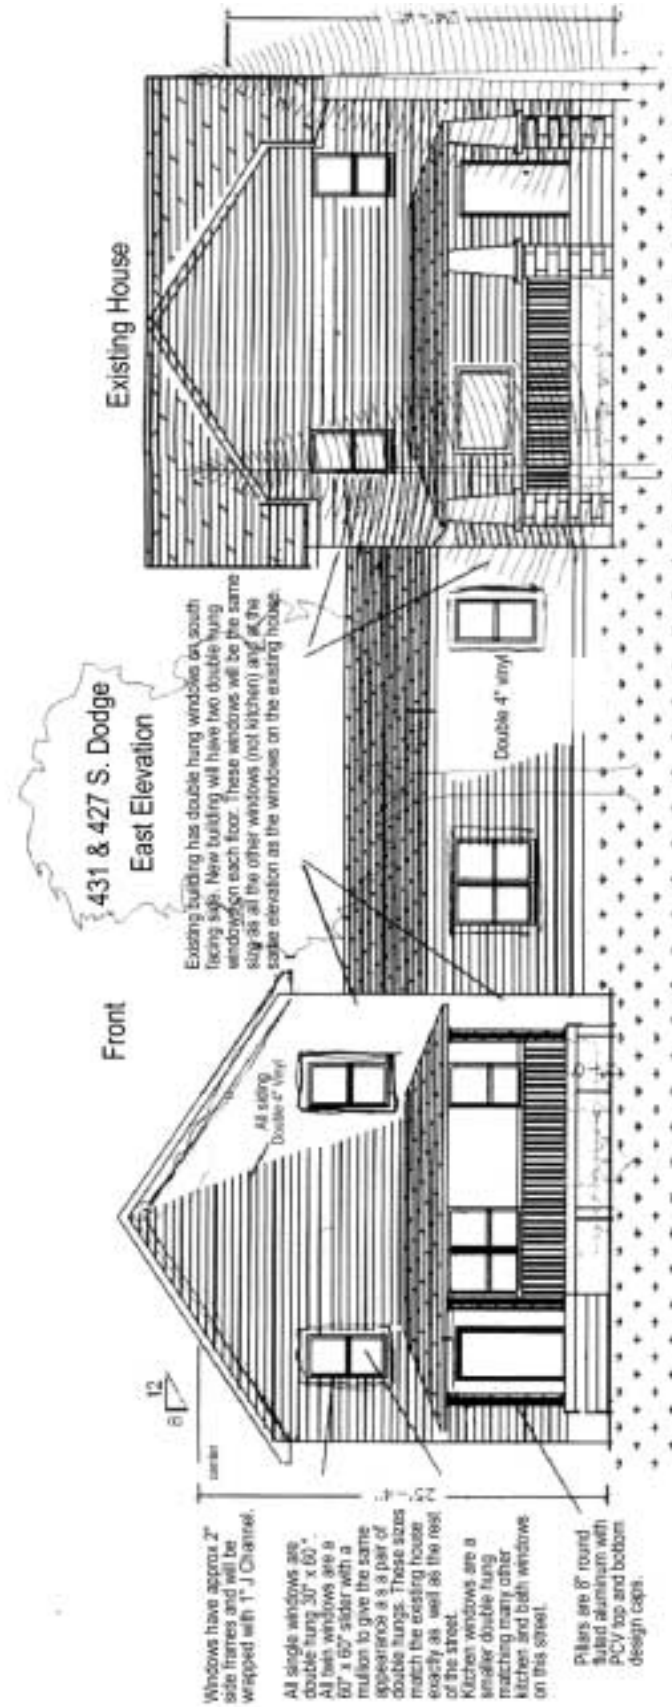 431 & 427 S. Dodge
East Elevation
Front
Existing House
Existing building has double hung windows on south
facing side. New building will have two double hung
windows on each floor. These windows will be the same
size as all the other windows (not kitchen) and at the
same elevation as the windows on the existing house.
All siding
Double 4" Vinyl
Double 4" vinyl
12
8
Windows have approx 2"
side frames and will be
wrapped with 1" J Channel.
All single windows are
double hung 30" x 60".
All twin windows are a
60" x 60" slider with a
mullion to give the same
appearance a s a pair of
double hungs. These sizes
match the existing house
exactly as well as the rest
of the street.
Kitchen windows are a
smaller double hung
matching many other
kitchen and bath windows
on this street.
Pillars are 8" round
fluted aluminum with
PCV top and bottom
design caps.